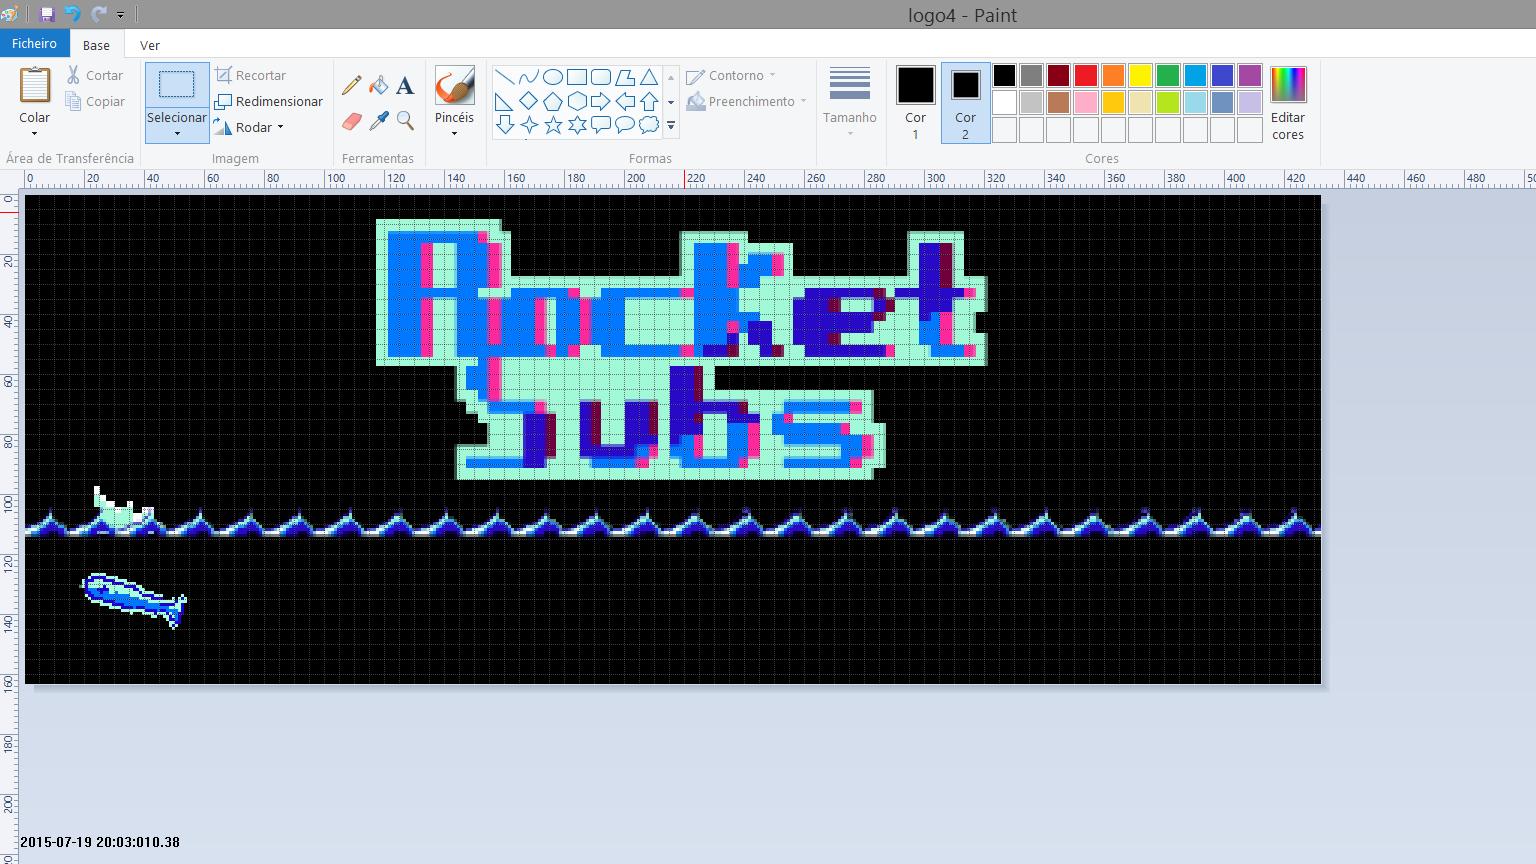 logo4 - Paint
Ficheiro Base Ver
Colar
Cortar
Copiar
Área de Transferência
Selecionar
Recortar
Redimensionar
Rodar
Imagem
Ferramentas
Pincéis
Contorno
Preenchimento
Formas
Tamanho
Cor
1
Cor
2
Editar
cores
Cores
0 20 40 60 80 100 120 140 160 180 200 220 240 260 280 300 320 340 360 380 400 420 440 460 480
0
20
40
60
80
100
120
140
160
180
200
Rocket
Subs
2015-07-19 20:03:010.38